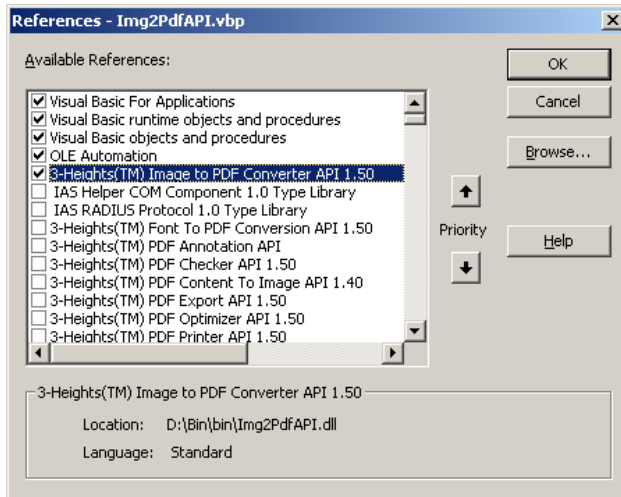 References - Img2PdfAPI.vbp
Available References:
Visual Basic For Applications
Visual Basic runtime objects and procedures
Visual Basic objects and procedures
OLE Automation
3-Heights(TM) Image to PDF Converter API 1.50
IAS Helper COM Component 1.0 Type Library
IAS RADIUS Protocol 1.0 Type Library
3-Heights(TM) Font To PDF Conversion API 1.50
3-Heights(TM) PDF Annotation API
3-Heights(TM) PDF Checker API 1.50
3-Heights(TM) PDF Content To Image API 1.40
3-Heights(TM) PDF Export API 1.50
3-Heights(TM) PDF Optimizer API 1.50
3-Heights(TM) PDF Printer API 1.50
Priority
OK
Cancel
Browse...
Help
3-Heights(TM) Image to PDF Converter API 1.50
Location: D:\Bin\bin\Img2PdfAPI.dll
Language: Standard